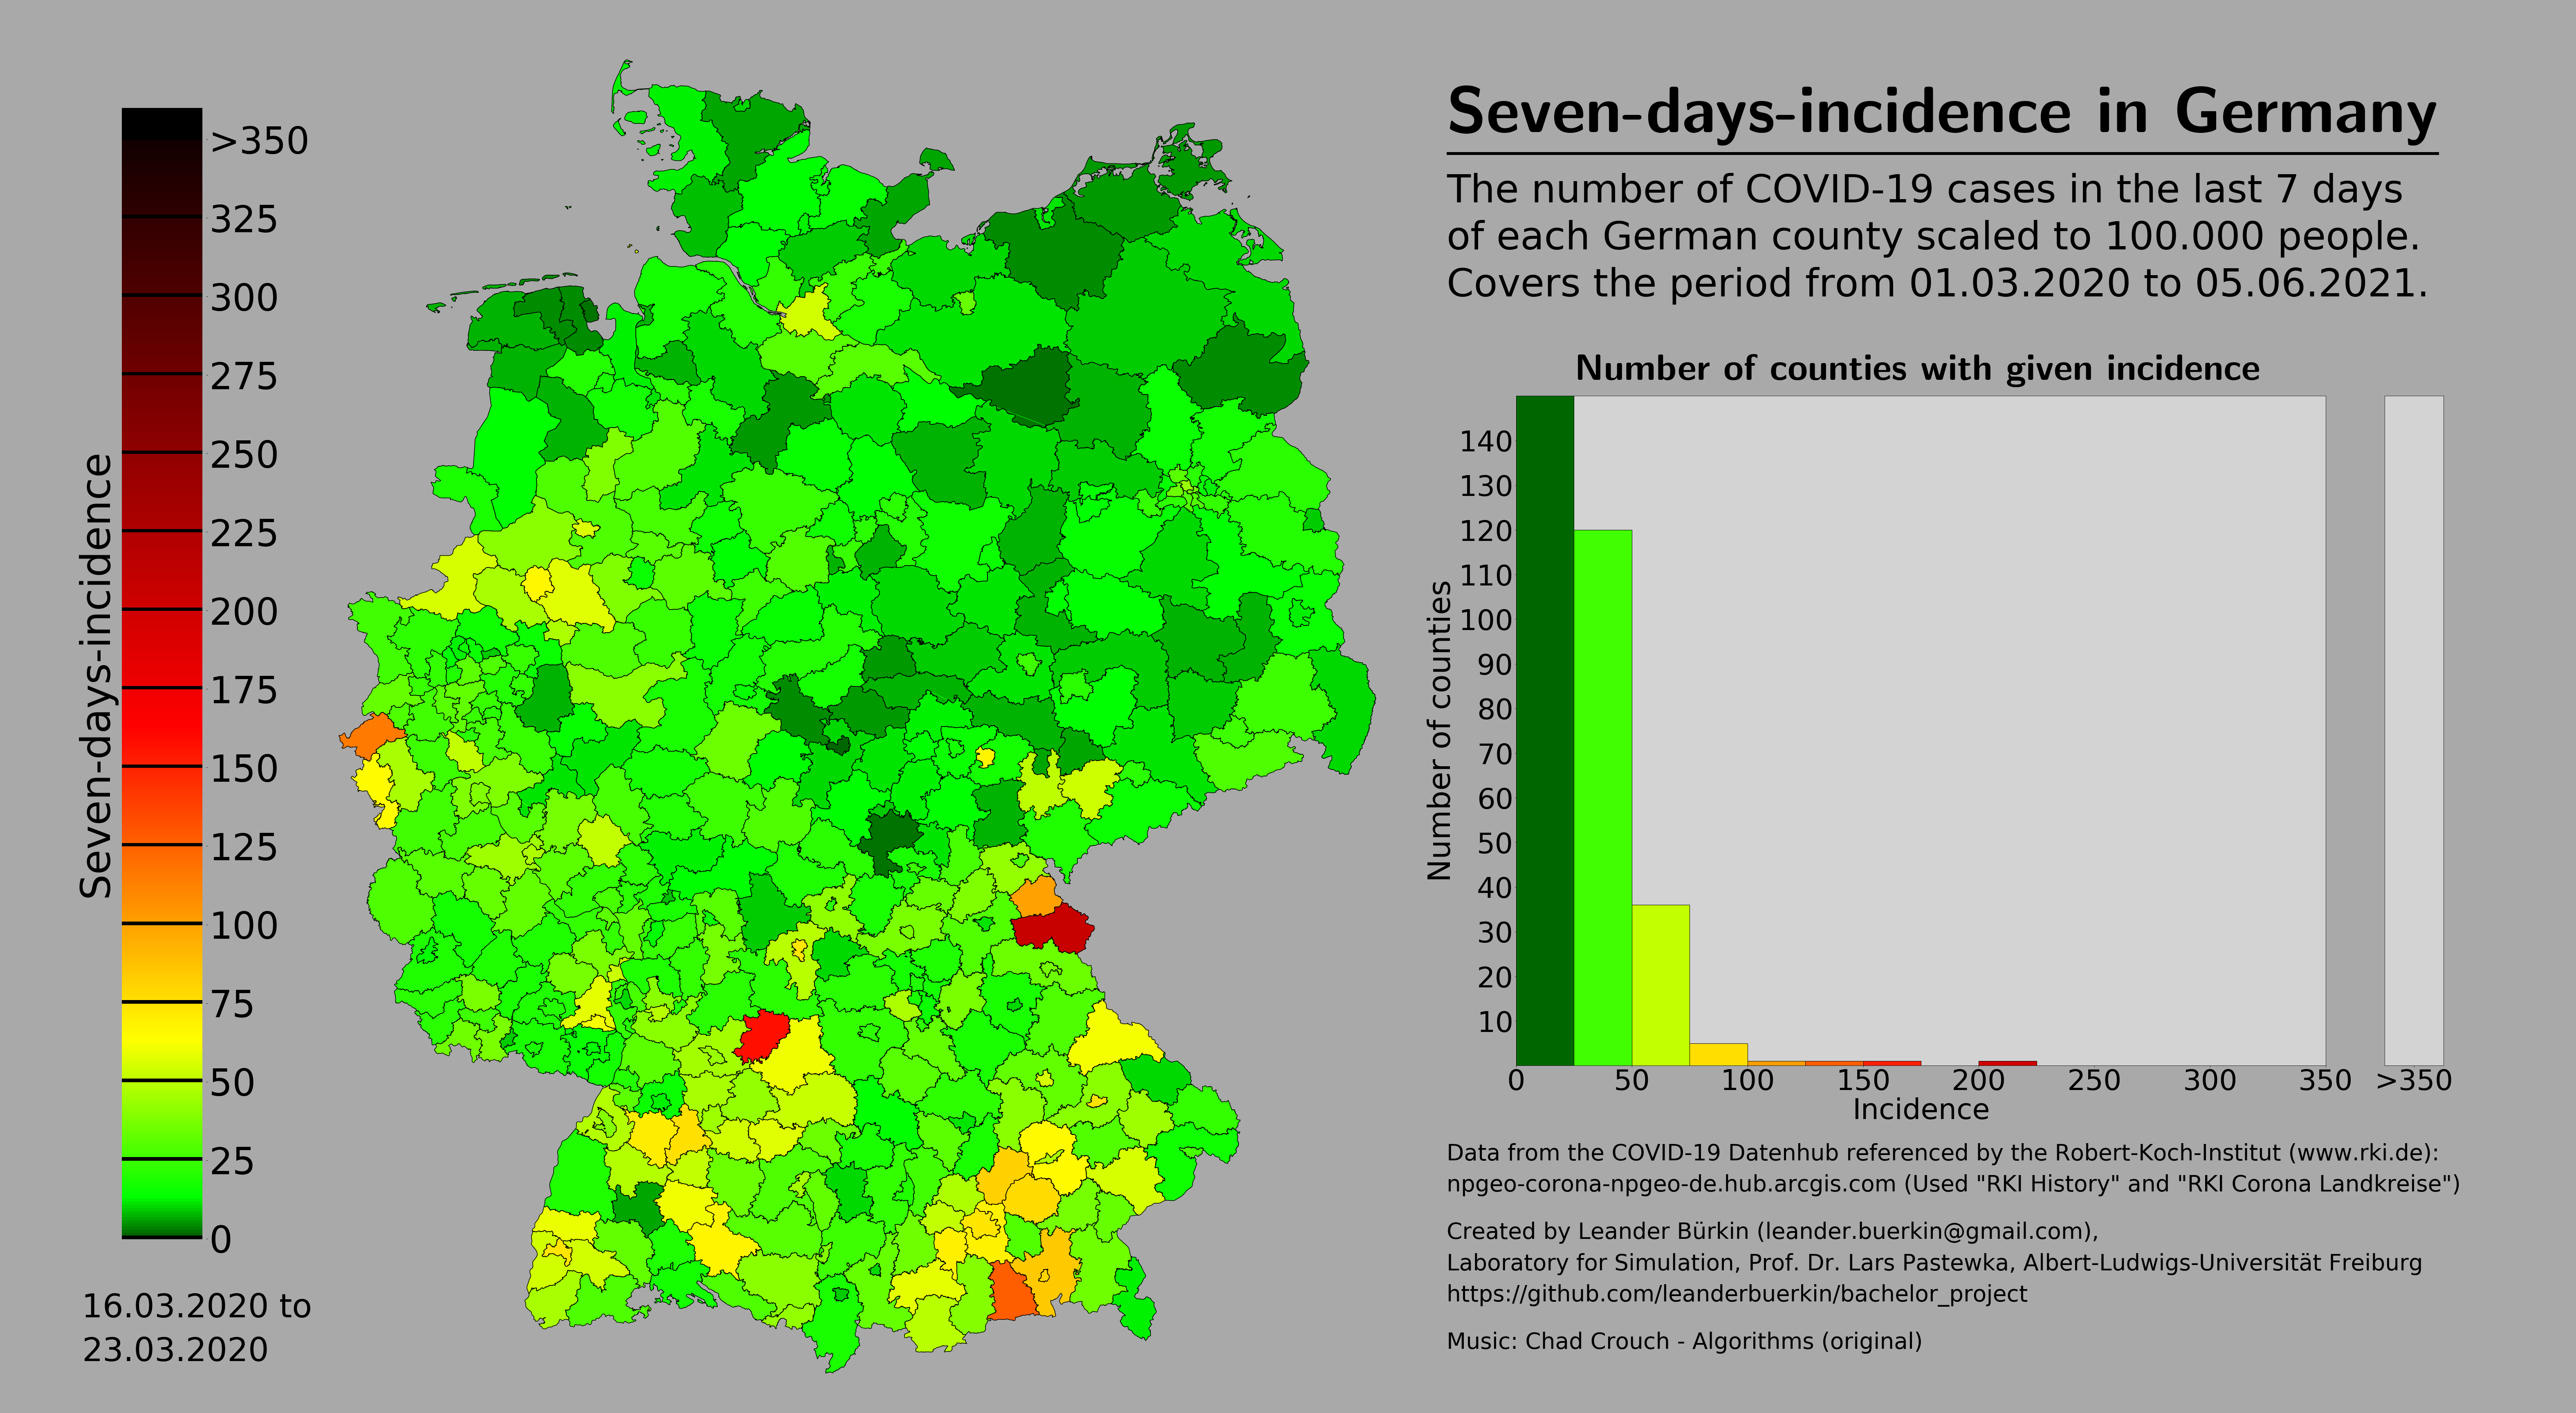 Seven-days-incidence in Germany
The number of COVID-19 cases in the last 7 days
of each German county scaled to 100.000 people.
Covers the period from 01.03.2020 to 05.06.2021.
Seven-days-incidence
>350
325
300
275
250
225
200
175
150
125
100
75
50
25
0
16.03.2020 to
23.03.2020
Number of counties with given incidence
Number of counties
140
130
120
110
100
90
80
70
60
50
40
30
20
10
0 50 100 150 200 250 300 350 >350
Incidence
Data from the COVID-19 Datenhub referenced by the Robert-Koch-Institut (www.rki.de):
npgeo-corona-npgeo-de.hub.arcgis.com (Used "RKI History" and "RKI Corona Landkreise")
Created by Leander Bürkin (leander.buerkin@gmail.com),
Laboratory for Simulation, Prof. Dr. Lars Pastewka, Albert-Ludwigs-Universität Freiburg
https://github.com/leanderbuerkin/bachelor_project
Music: Chad Crouch - Algorithms (original)